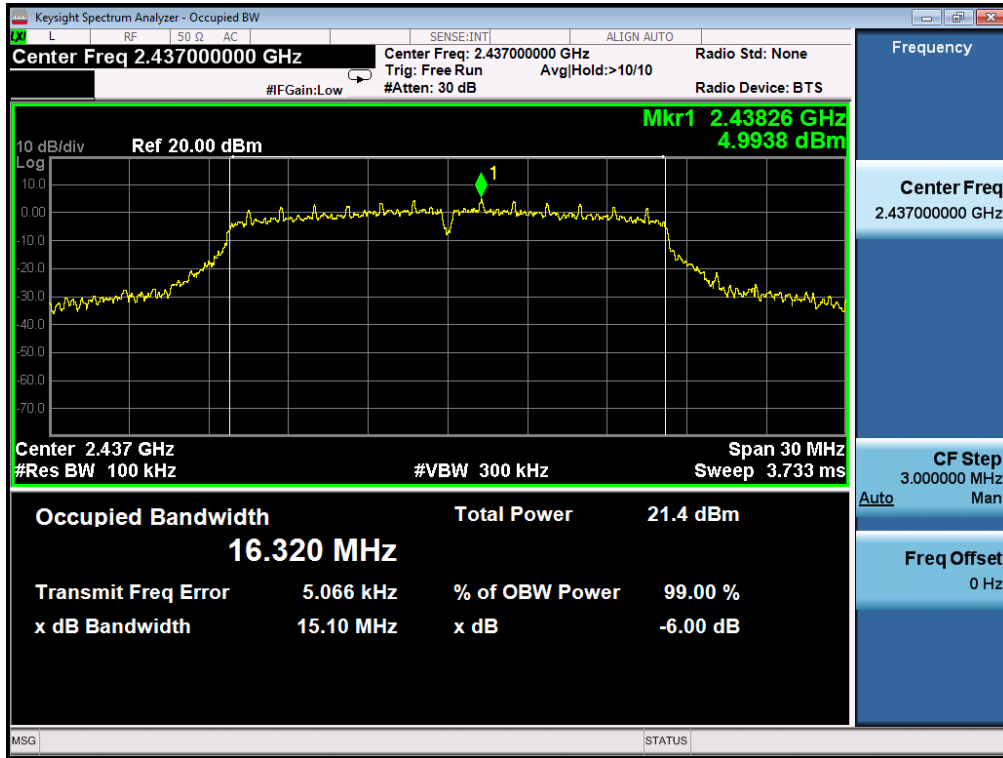 Keysight Spectrum Analyzer - Occupied BW
LXI L RF 50 Ω AC SENSE:INT ALIGN AUTO
Center Freq 2.437000000 GHz
Center Freq: 2.437000000 GHz
Radio Std: None
Trig: Free Run Avg|Hold:>10/10
#IFGain:Low
#Atten: 30 dB
Radio Device: BTS
Mkr1 2.43826 GHz
4.9938 dBm
10 dB/div Ref 20.00 dBm
Log
10.0
0.00
-10.0
-20.0
-30.0
-40.0
-50.0
-60.0
-70.0
1
Center 2.437 GHz
Span 30 MHz
#Res BW 100 kHz
#VBW 300 kHz
Sweep 3.733 ms
Occupied Bandwidth
Total Power 21.4 dBm
16.320 MHz
Transmit Freq Error 5.066 kHz
% of OBW Power 99.00 %
x dB Bandwidth 15.10 MHz
x dB -6.00 dB
Frequency
Center Freq
2.437000000 GHz
CF Step
3.000000 MHz
Auto Man
Freq Offset
0 Hz
MSG STATUS